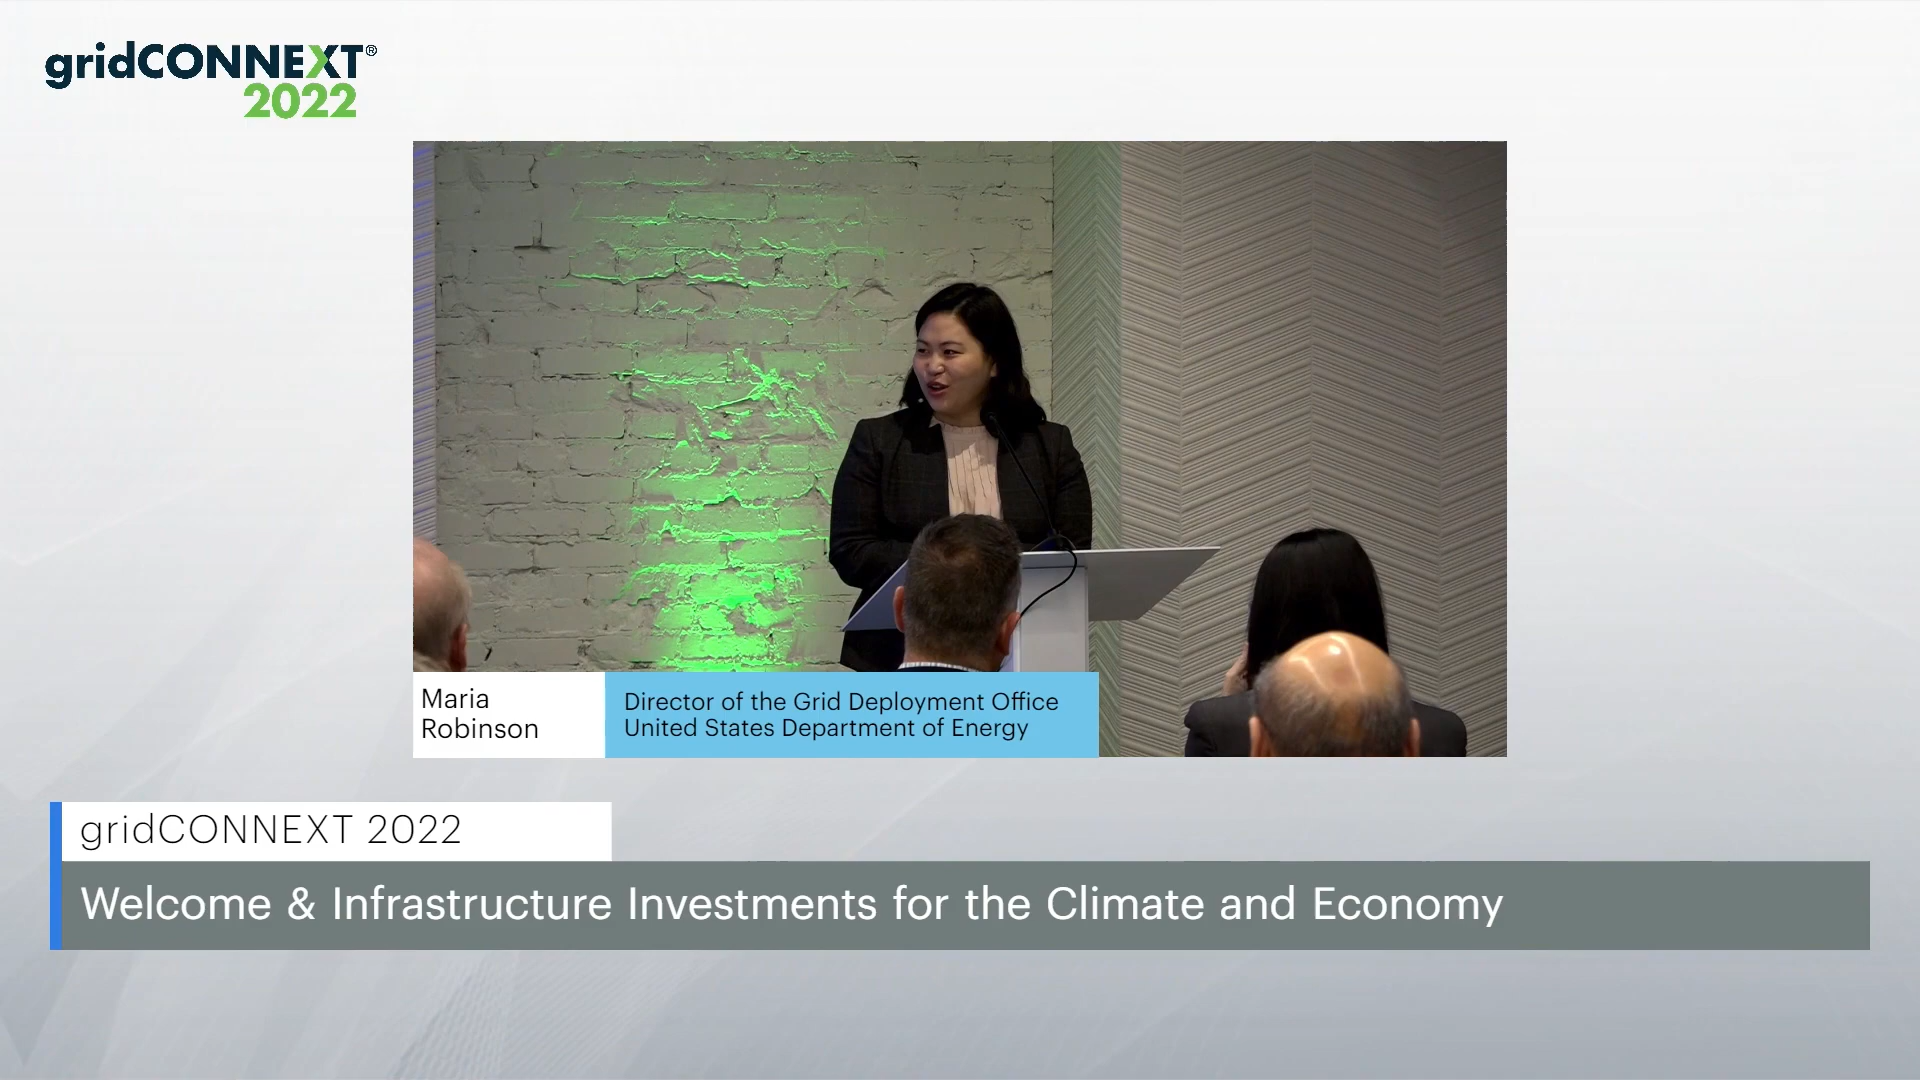 gridCONNEXT®
2022
Maria
Robinson
Director of the Grid Deployment Office
United States Department of Energy
gridCONNEXT 2022
Welcome & Infrastructure Investments for the Climate and Economy